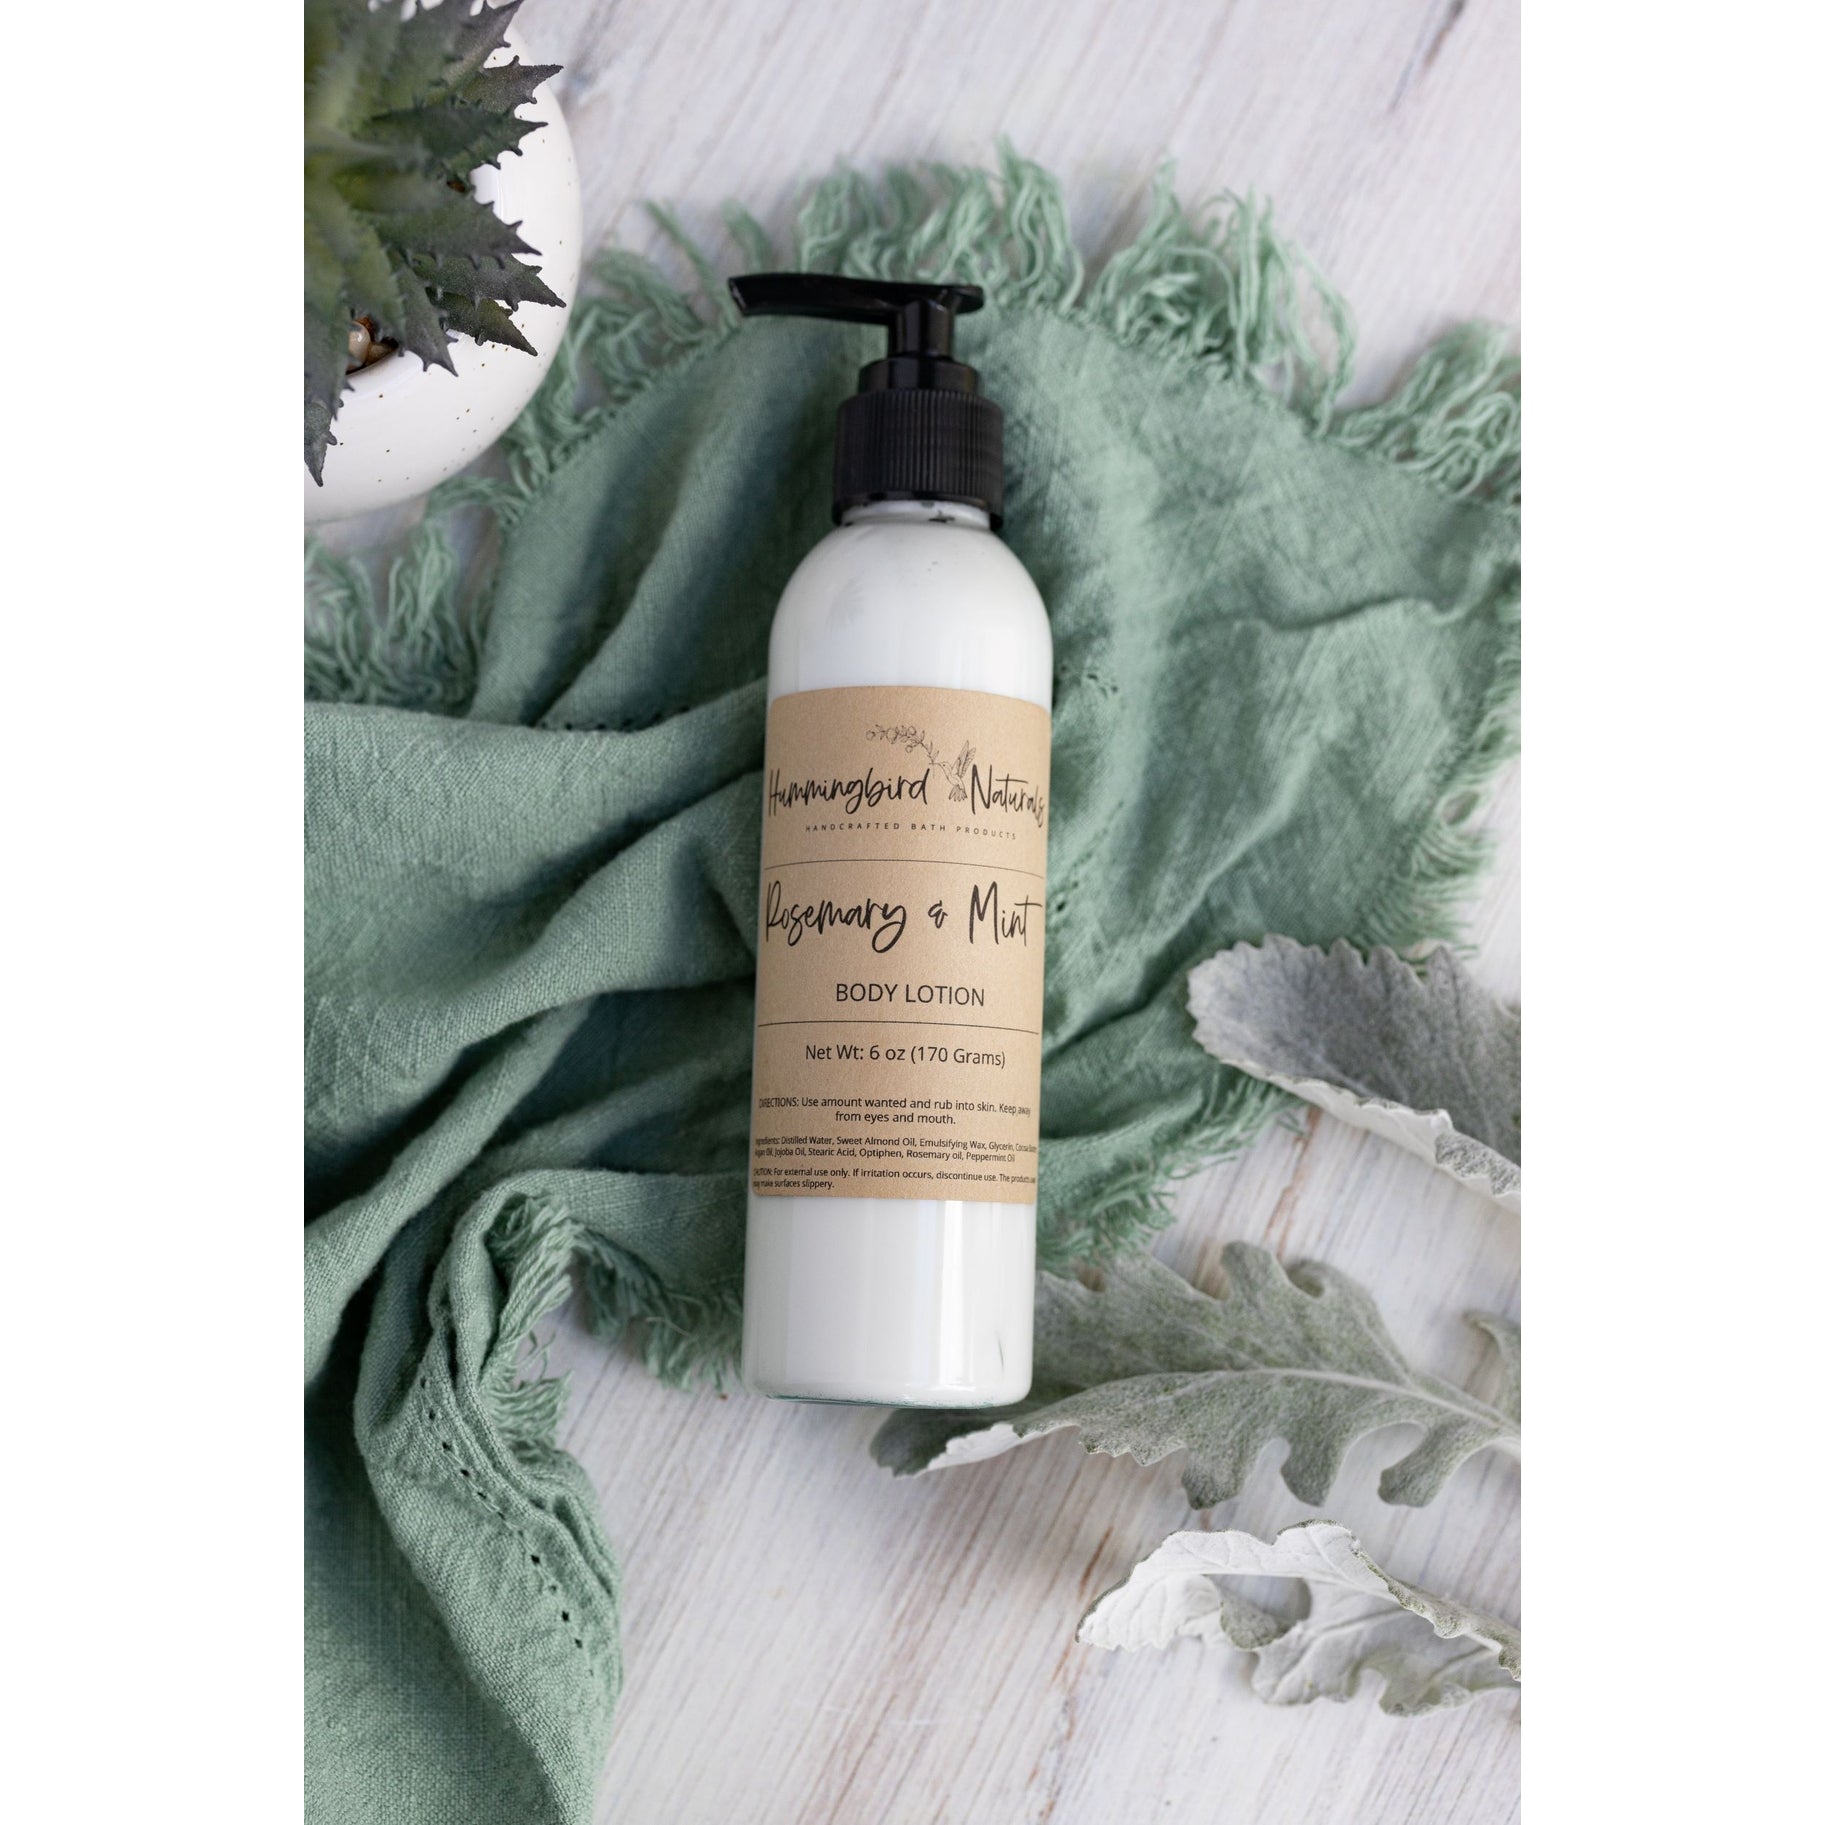 Hummingbird Naturals
HANDCRAFTED BATH PRODUCTS
Rosemary & Mint
BODY LOTION
Net Wt: 6 oz (170 Grams)
DIRECTIONS: Use amount wanted and rub into skin. Keep away
from eyes and mouth.
Ingredients: Distilled Water, Sweet Almond Oil, Emulsifying Wax, Glycerin, Cocoa
Argan Oil, Jojoba Oil, Stearic Acid, Optiphen, Rosemary oil, Peppermint Oil
CAUTION: For external use only. If irritation occurs, discontinue use. The products
may make surfaces slippery.